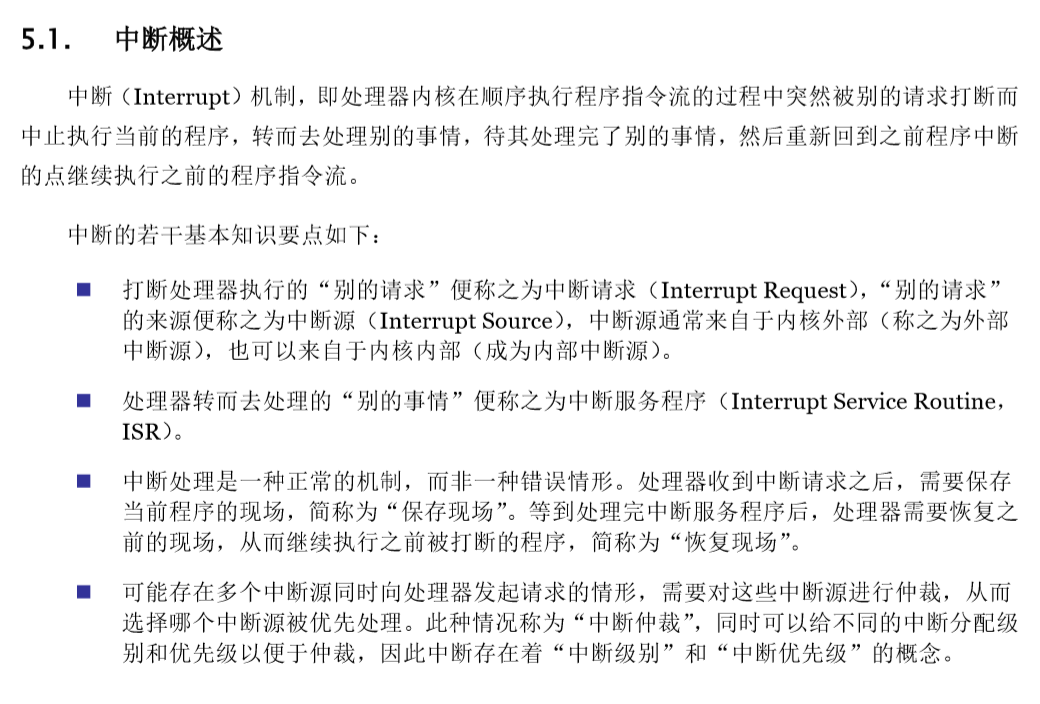 5.1. 中断概述
中断（Interrupt）机制，即处理器内核在顺序执行程序指令流的过程中突然被别的请求打断而
中止执行当前的程序，转而去处理别的事情，待其处理完了别的事情，然后重新回到之前程序中断
的点继续执行之前的程序指令流。
中断的若干基本知识要点如下：
■ 打断处理器执行的“别的请求”便称之为中断请求（Interrupt Request），“别的请求”
的来源便称之为中断源（Interrupt Source），中断源通常来自于内核外部（称之为外部
中断源），也可以来自于内核内部（成为内部中断源）。
■ 处理器转而去处理的“别的事情”便称之为中断服务程序（Interrupt Service Routine，
ISR）。
■ 中断处理是一种正常的机制，而非一种错误情形。处理器收到中断请求之后，需要保存
当前程序的现场，简称为“保存现场”。等到处理完中断服务程序后，处理器需要恢复之
前的现场，从而继续执行之前被打断的程序，简称为“恢复现场”。
■ 可能存在多个中断源同时向处理器发起请求的情形，需要对这些中断源进行仲裁，从而
选择哪个中断源被优先处理。此种情况称为“中断仲裁”，同时可以给不同的中断分配级
别和优先级以便于仲裁，因此中断存在着“中断级别”和“中断优先级”的概念。